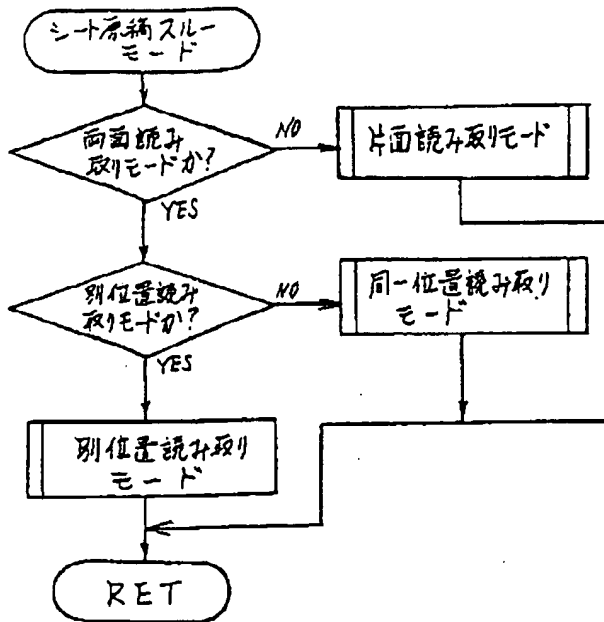 シート原稿スルー
モード
両面読み
取りモードか?
NO
片面読み取りモード
YES
別位置読み
取りモードか?
NO
同一位置読み取り
モード
YES
別位置読み取り
モード
RET